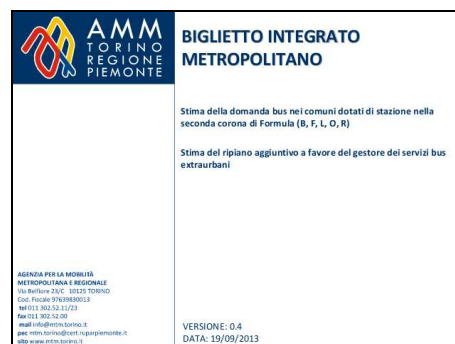 AMM
TORINO
REGIONE
PIEMONTE
BIGLIETTO INTEGRATO
METROPOLITANO
Stima della domanda bus nei comuni dotati di stazione nella
seconda corona di Formula (B, F, L, O, R)
Stima del ripiano aggiuntivo a favore del gestore dei servizi bus
extraurbani
AGENZIA PER LA MOBILITÀ
METROPOLITANA E REGIONALE
Via Belfiore 23/C 10125 TORINO
Cod. Fiscale 97639830013
tel 011 302.52.11/23
fax 011 302.52.00
mail info@mtm.torino.it
pec mtm.torino@cert.ruparpiemonte.it
sito www.mtm.torino.it
VERSIONE: 0.4
DATA: 19/09/2013